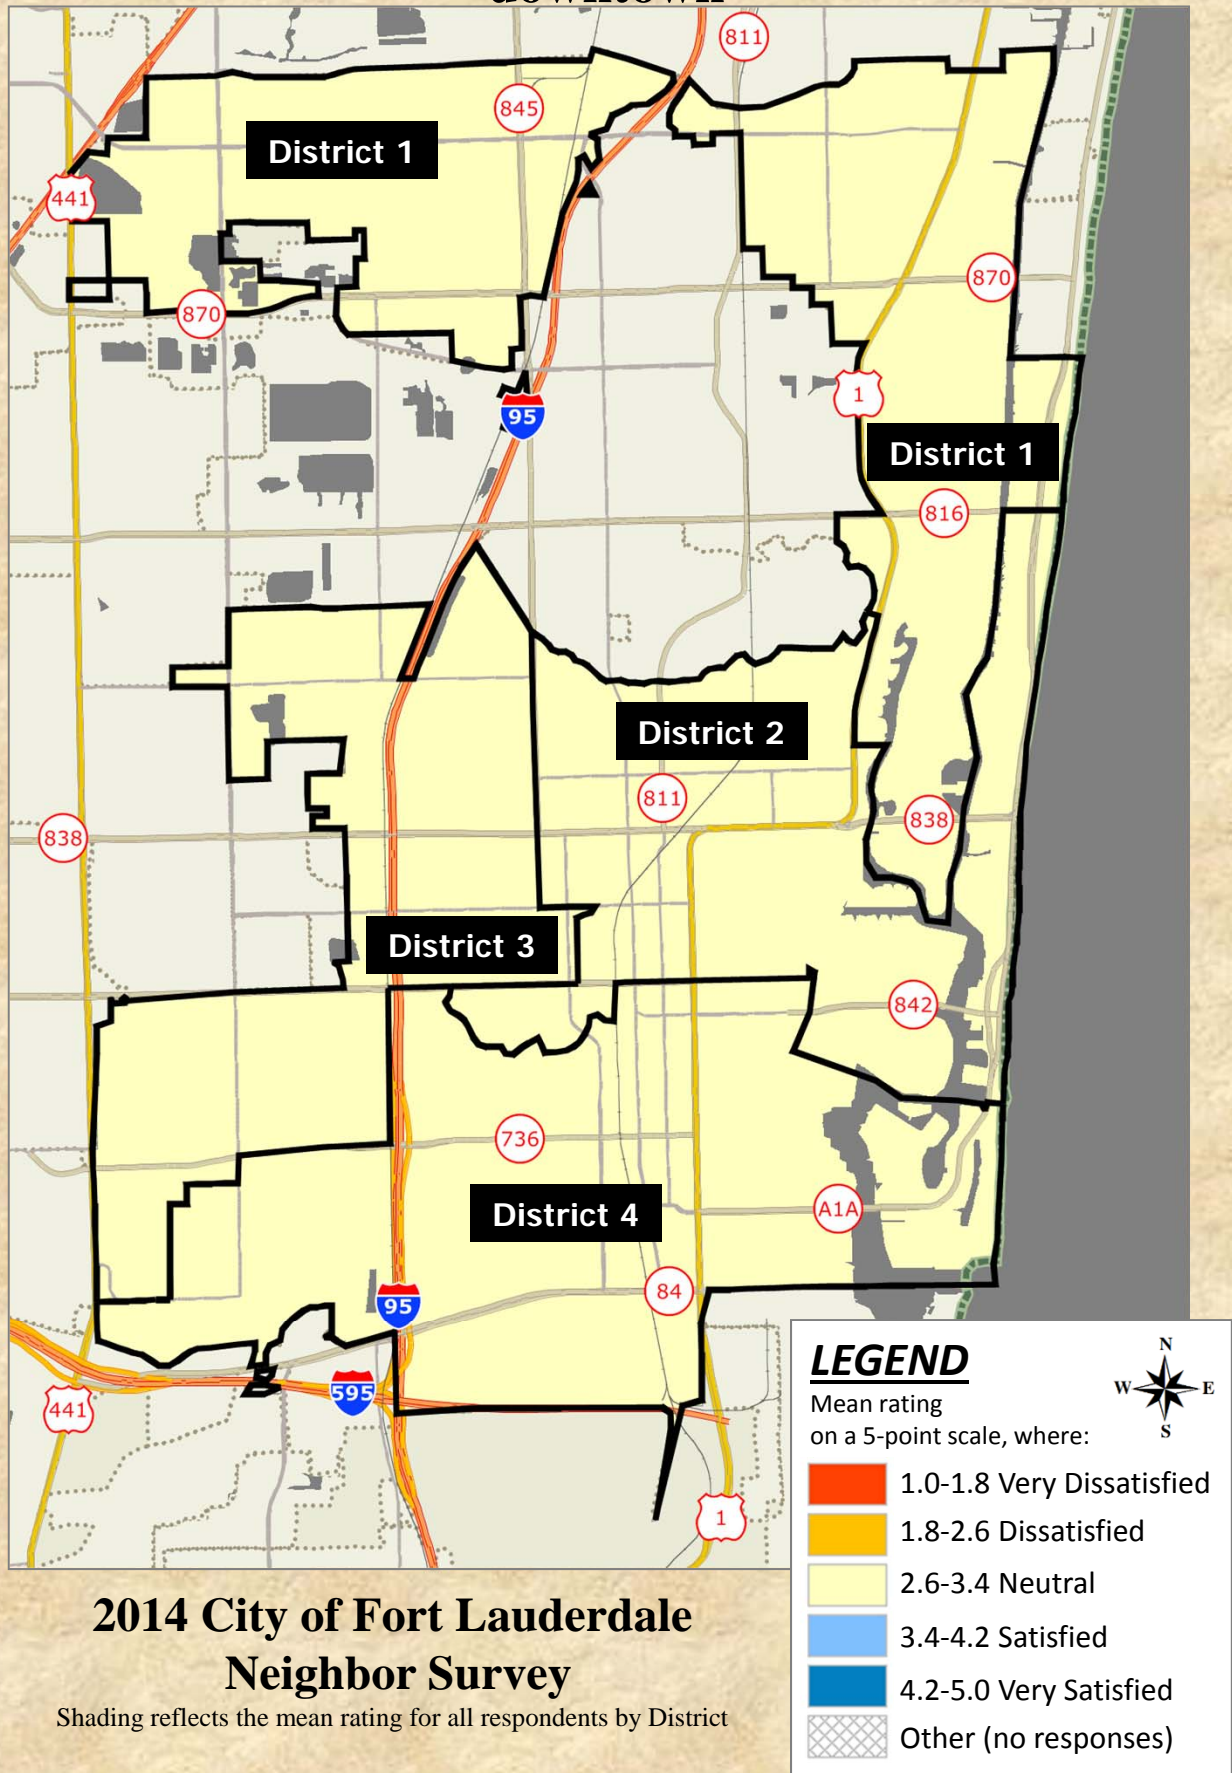 811
845
District 1
441
870
870
95
1
District 1
816
District 2
811
838
838
District 3
842
736
District 4
A1A
84
95
595
441
1
LEGEND
Mean rating
on a 5-point scale, where:
N
W E
S
1.0-1.8 Very Dissatisfied
1.8-2.6 Dissatisfied
2.6-3.4 Neutral
3.4-4.2 Satisfied
4.2-5.0 Very Satisfied
Other (no responses)
2014 City of Fort Lauderdale
Neighbor Survey
Shading reflects the mean rating for all respondents by District